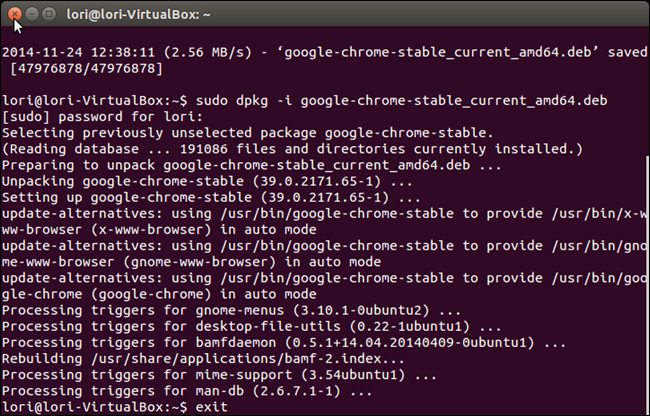 lori@lori-VirtualBox: ~
2014-11-24 12:38:11 (2.56 MB/s) - ‘google-chrome-stable_current_amd64.deb’ saved
 [47976878/47976878]
lori@lori-VirtualBox:~$ sudo dpkg -i google-chrome-stable_current_amd64.deb
[sudo] password for lori:
Selecting previously unselected package google-chrome-stable.
(Reading database ... 191086 files and directories currently installed.)
Preparing to unpack google-chrome-stable_current_amd64.deb ...
Unpacking google-chrome-stable (39.0.2171.65-1) ...
Setting up google-chrome-stable (39.0.2171.65-1) ...
update-alternatives: using /usr/bin/google-chrome-stable to provide /usr/bin/x-w
ww-browser (x-www-browser) in auto mode
update-alternatives: using /usr/bin/google-chrome-stable to provide /usr/bin/gno
me-www-browser (gnome-www-browser) in auto mode
update-alternatives: using /usr/bin/google-chrome-stable to provide /usr/bin/goo
gle-chrome (google-chrome) in auto mode
Processing triggers for gnome-menus (3.10.1-0ubuntu2) ...
Processing triggers for desktop-file-utils (0.22-1ubuntu1) ...
Processing triggers for bamfdaemon (0.5.1+14.04.20140409-0ubuntu1) ...
Rebuilding /usr/share/applications/bamf-2.index...
Processing triggers for mime-support (3.54ubuntu1) ...
Processing triggers for man-db (2.6.7.1-1) ...
lori@lori-VirtualBox:~$ exit